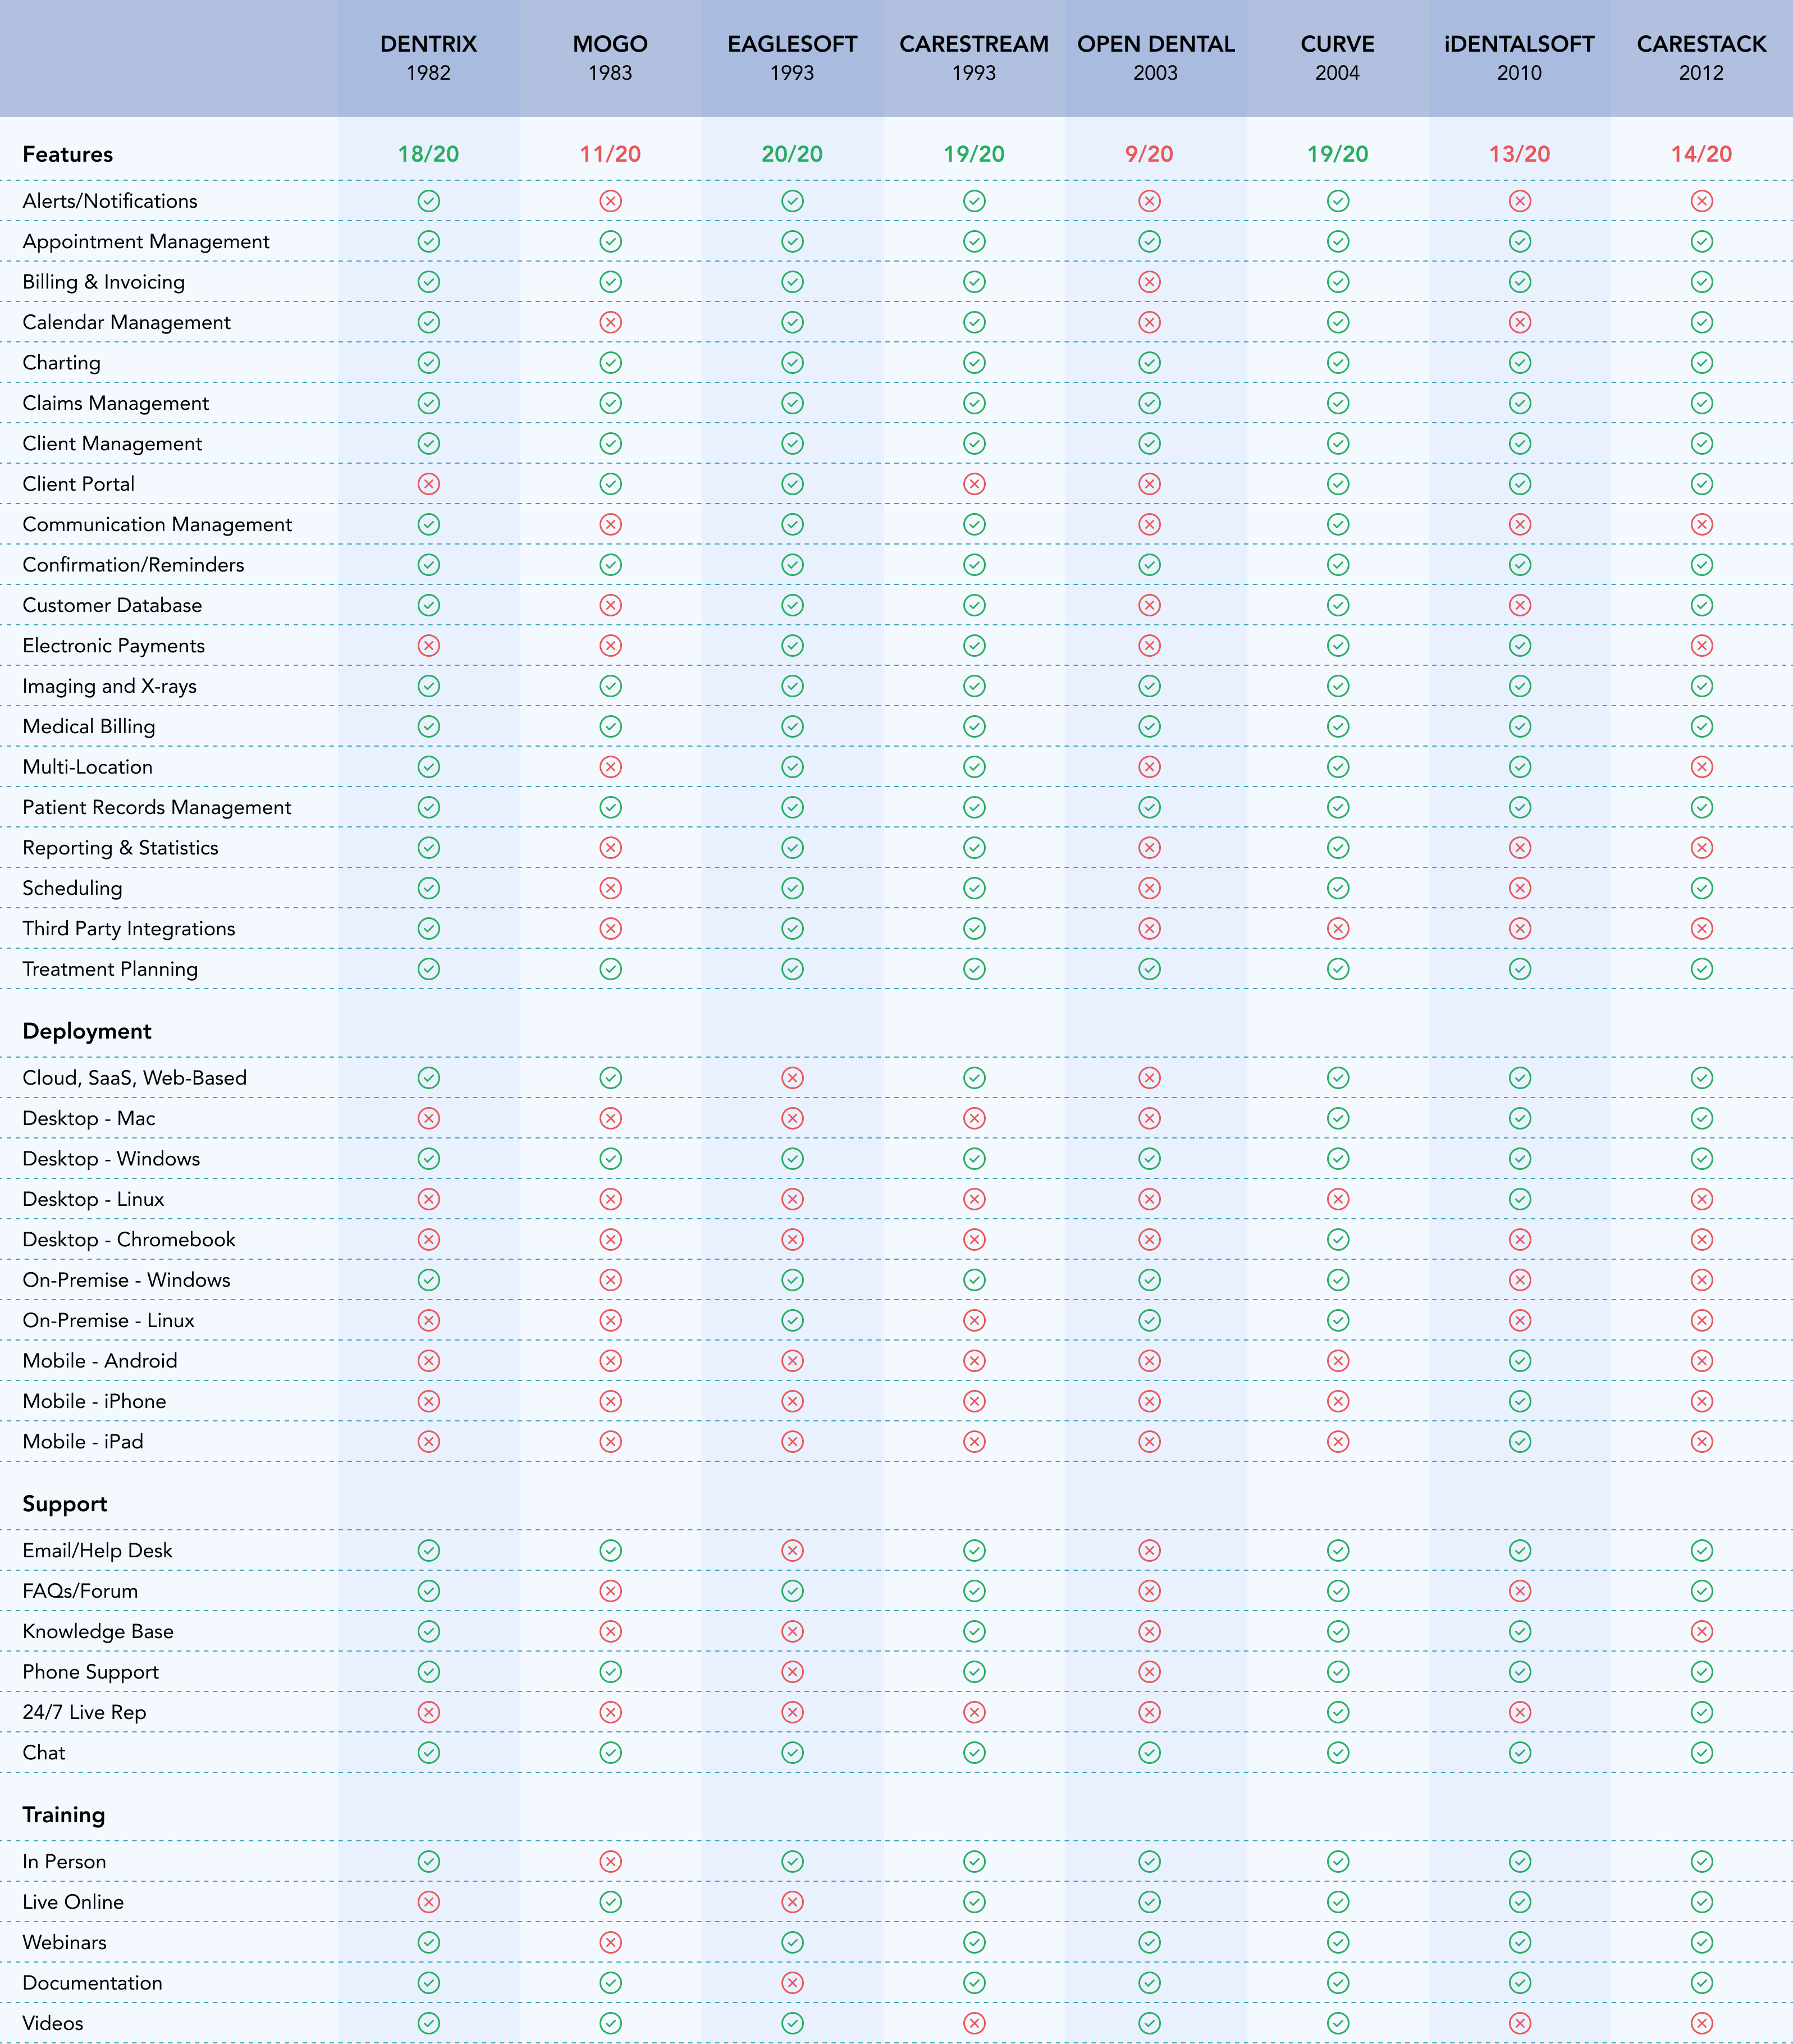 DENTRIX MOGO EAGLESOFT CARESTREAM OPEN DENTAL CURVE iDENTALSOFT CARESTACK
1982 1983 1993 1993 2003 2004 2010 2012
Features 18/20 11/20 20/20 19/20 9/20 19/20 13/20 14/20
Alerts/Notifications
Appointment Management
Billing & Invoicing
Calendar Management
Charting
Claims Management
Client Management
Client Portal
Communication Management
Confirmation/Reminders
Customer Database
Electronic Payments
Imaging and X-rays
Medical Billing
Multi-Location
Patient Records Management
Reporting & Statistics
Scheduling
Third Party Integrations
Treatment Planning
Deployment
Cloud, SaaS, Web-Based
Desktop - Mac
Desktop - Windows
Desktop - Linux
Desktop - Chromebook
On-Premise - Windows
On-Premise - Linux
Mobile - Android
Mobile - iPhone
Mobile - iPad
Support
Email/Help Desk
FAQs/Forum
Knowledge Base
Phone Support
24/7 Live Rep
Chat
Training
In Person
Live Online
Webinars
Documentation
Videos